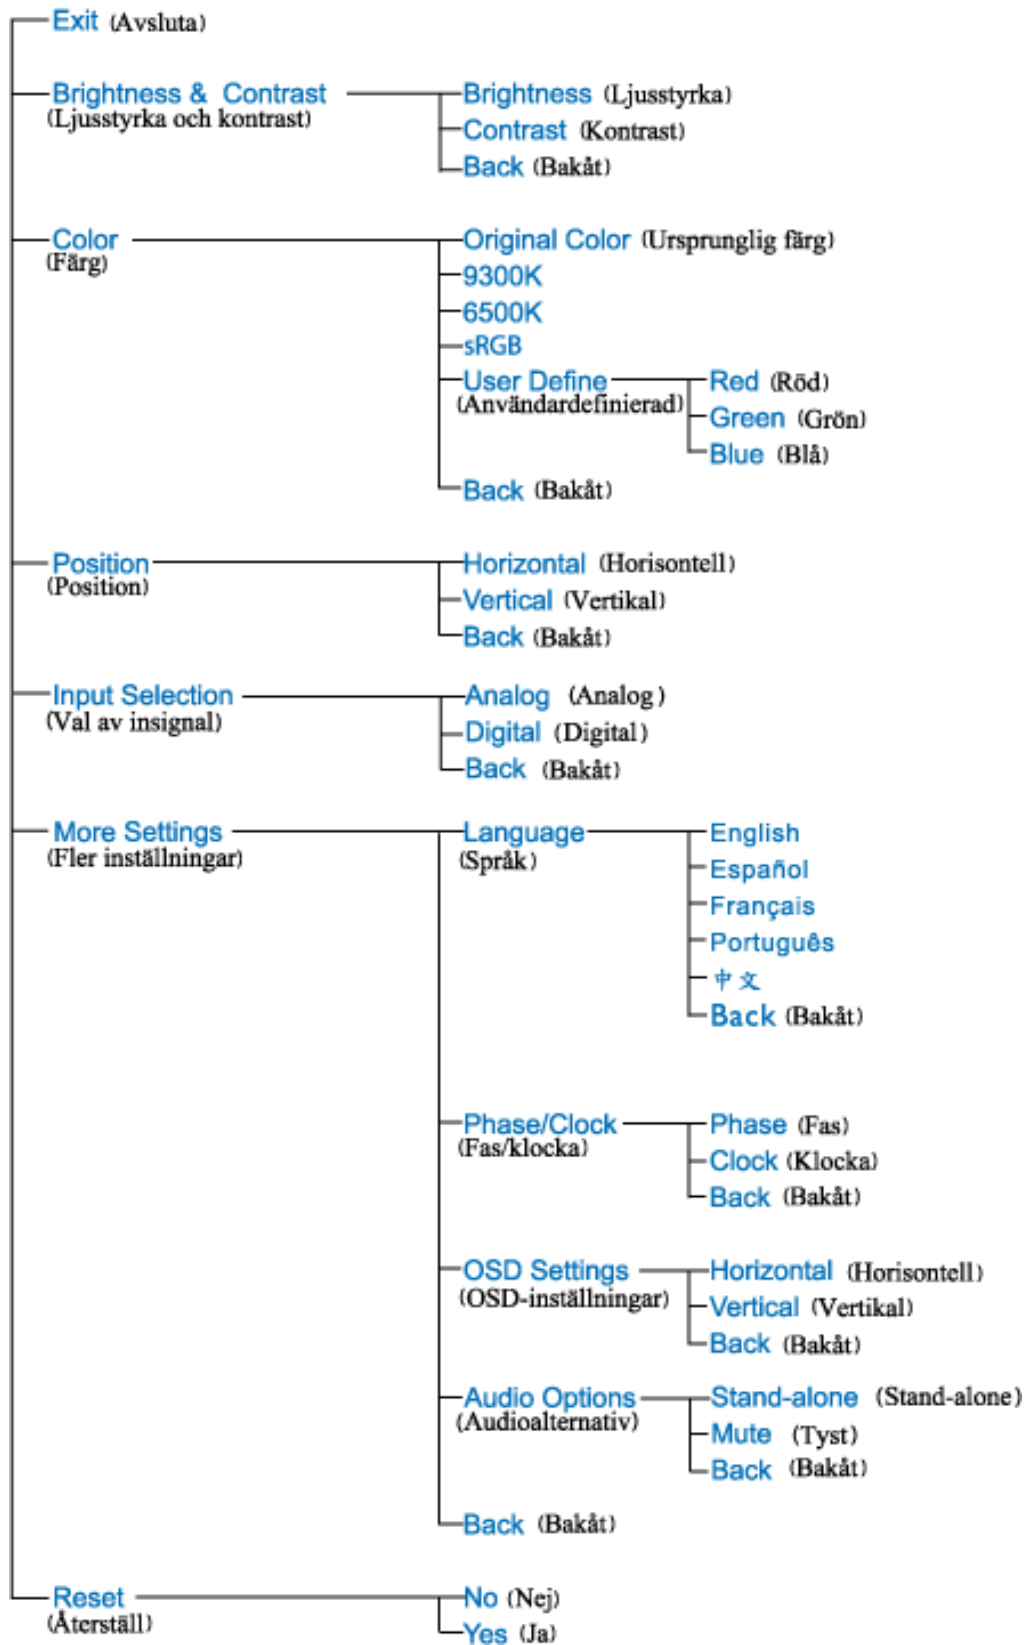 Exit (Avsluta)
Brightness & Contrast
(Ljusstyrka och kontrast)
Brightness (Ljusstyrka)
Contrast (Kontrast)
Back (Bakåt)
Color
(Färg)
Original Color (Ursprunglig färg)
9300K
6500K
sRGB
User Define
(Användardefinierad)
Red (Röd)
Green (Grön)
Blue (Blå)
Back (Bakåt)
Position
(Position)
Horizontal (Horisontell)
Vertical (Vertikal)
Back (Bakåt)
Input Selection
(Val av insignal)
Analog (Analog)
Digital (Digital)
Back (Bakåt)
More Settings
(Fler inställningar)
Language
(Språk)
English
Español
Français
Português
中文
Back (Bakåt)
Phase/Clock
(Fas/klocka)
Phase (Fas)
Clock (Klocka)
Back (Bakåt)
OSD Settings
(OSD-inställningar)
Horizontal (Horisontell)
Vertical (Vertikal)
Back (Bakåt)
Audio Options
(Audioalternativ)
Stand-alone (Stand-alone)
Mute (Tyst)
Back (Bakåt)
Back (Bakåt)
Reset
(Återställ)
No (Nej)
Yes (Ja)